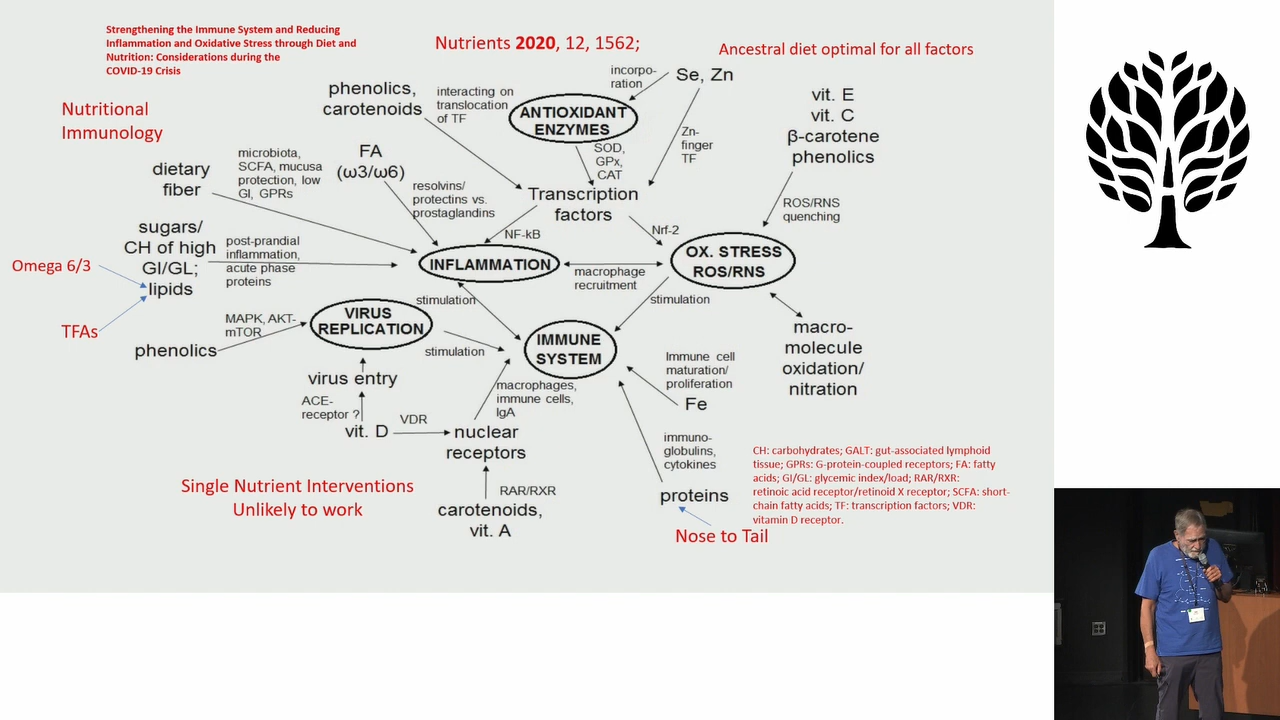 Strengthening the Immune System and Reducing
Inflammation and Oxidative Stress through Diet and
Nutrition: Considerations during the
COVID-19 Crisis
Nutrients 2020, 12, 1562;
Ancestral diet optimal for all factors
Nutritional
Immunology
phenolics,
carotenoids
interacting on
translocation
of TF
incorpo-
ration
Se, Zn
ANTIOXIDANT
ENZYMES
SOD,
GPx,
CAT
Zn-
finger
TF
vit. E
vit. C
β-carotene
phenolics
ROS/RNS
quenching
dietary
fiber
microbiota,
SCFA, mucusa
protection, low
GI, GPRs
FA
(ω3/ω6)
resolvins/
protectins vs.
prostaglandins
Transcription
factors
NF-kB
Nrf-2
sugars/
CH of high
GI/GL;
lipids
post-prandial
inflammation,
acute phase
proteins
Omega 6/3
TFAs
INFLAMMATION
macrophage
recruitment
OX. STRESS
ROS/RNS
stimulation
stimulation
phenolics
MAPK, AKT-
mTOR
VIRUS
REPLICATION
stimulation
IMMUNE
SYSTEM
macro-
molecule
oxidation/
nitration
virus entry
ACE-
receptor ?
vit. D
VDR
nuclear
receptors
macrophages,
immune cells,
IgA
Immune cell
maturation/
proliferation
Fe
immuno-
globulins,
cytokines
proteins
Nose to Tail
RAR/RXR
carotenoids,
vit. A
Single Nutrient Interventions
Unlikely to work
CH: carbohydrates; GALT: gut-associated lymphoid
tissue; GPRs: G-protein-coupled receptors; FA: fatty
acids; GI/GL: glycemic index/load; RAR/RXR:
retinoic acid receptor/retinoid X receptor; SCFA: short-
chain fatty acids; TF: transcription factors; VDR:
vitamin D receptor.